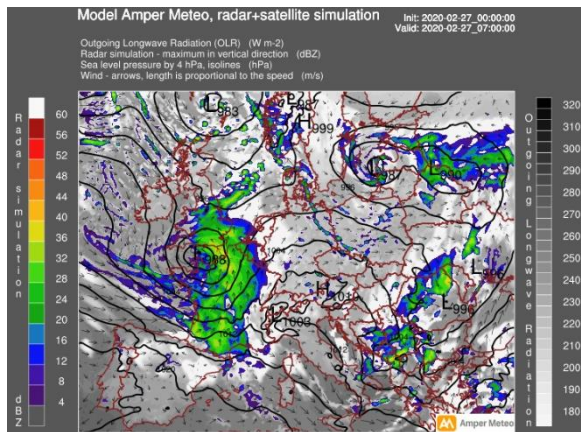 Model Amper Meteo, radar+satellite simulation
Init: 2020-02-27_00:00:00
Valid: 2020-02-27_07:00:00
Outgoing Longwave Radiation (OLR) (W m-2)
Radar simulation - maximum in vertical direction (dBZ)
Sea level pressure by 4 hPa, isolines (hPa)
Wind - arrows, length is proportional to the speed (m/s)
Radar simulation
60
56
52
48
44
40
36
32
28
24
20
16
12
8
4
dBZ
L 983
H 999
L 990
L
1003
H
1019
L 996
Outgoing Longwave Radiation
320
310
300
290
280
270
260
250
240
230
220
210
200
190
180
Amper Meteo